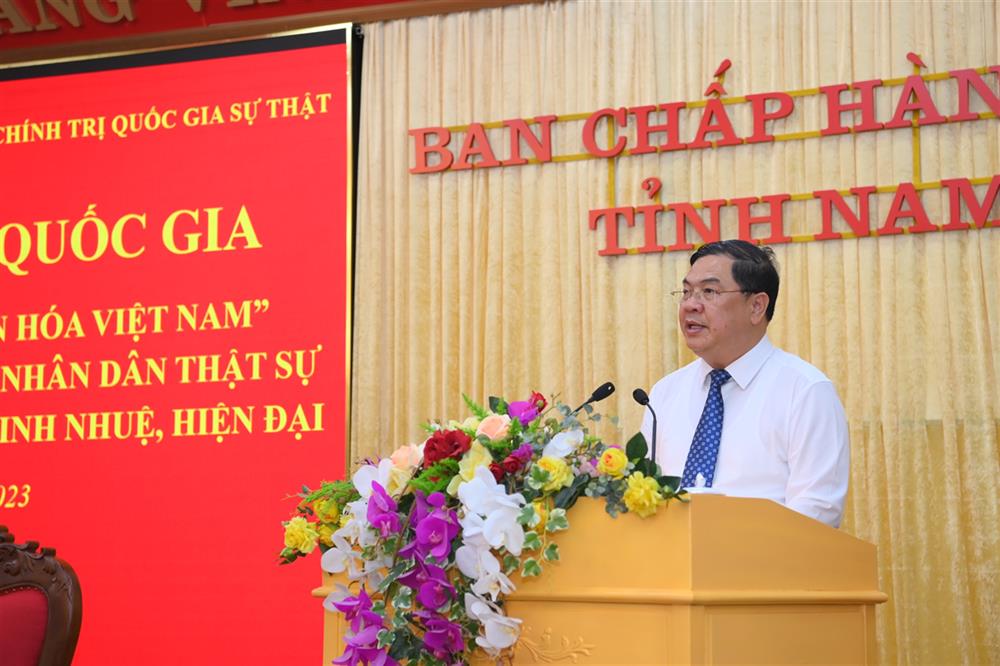 CHÍNH TRỊ QUỐC GIA SỰ THẬT
QUỐC GIA
HÓA VIỆT NAM”
NHÂN DÂN THẬT SỰ
INH NHUỆ, HIỆN ĐẠI
023
BAN CHẤP HÀN
TỈNH NAM